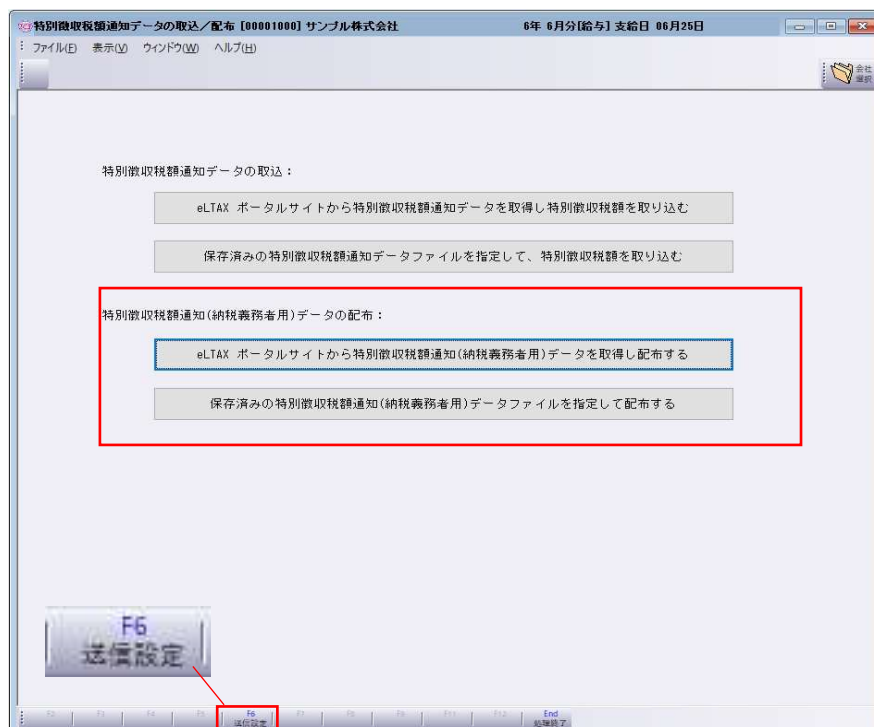 特別徴収税額通知データの取込／配布 [00001000] サンプル株式会社 6年 6月分[給与] 支給日 06月25日
ファイル(F) 表示(V) ウィンドウ(W) ヘルプ(H)
会社
選択
特別徴収税額通知データの取込：
eLTAX ポータルサイトから特別徴収税額通知データを取得し特別徴収税額を取り込む
保存済みの特別徴収税額通知データファイルを指定して、特別徴収税額を取り込む
特別徴収税額通知(納税義務者用)データの配布：
eLTAX ポータルサイトから特別徴収税額通知(納税義務者用)データを取得し配布する
保存済みの特別徴収税額通知(納税義務者用)データファイルを指定して配布する
F6
送信設定
F2 F3 F4 F5 F6 F7 F8 F9 F11 F12 End
送信設定 処理終了